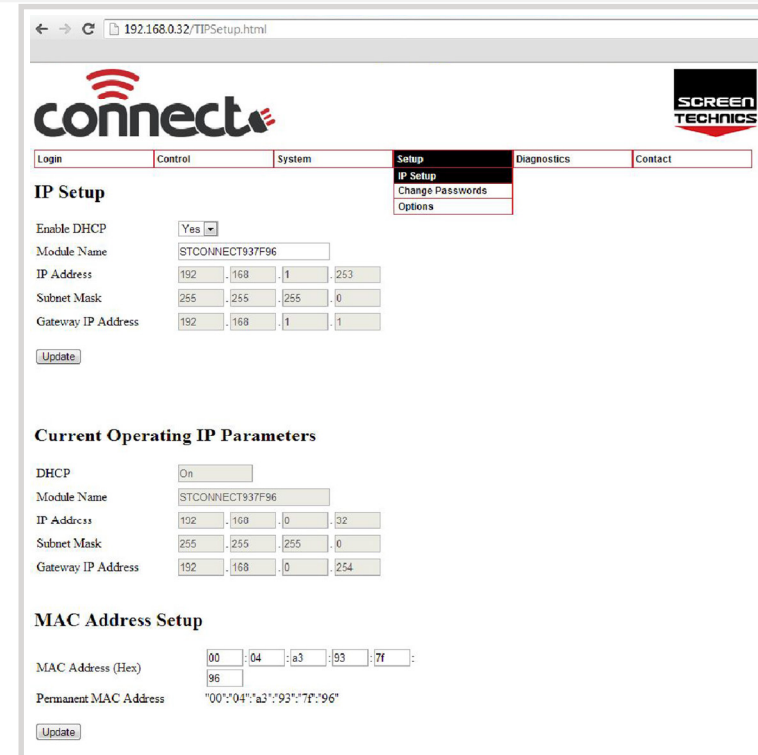 192.168.0.32/TIPSetup.html
connect
SCREEN
TECHNICS
Login Control System Setup Diagnostics Contact
IP Setup
Change Passwords
Options
IP Setup
Enable DHCP Yes
Module Name STCONNECT937F96
IP Address 192 . 168 . 1 . 253
Subnet Mask 255 . 255 . 255 . 0
Gateway IP Address 192 . 168 . 1 . 1
Update
Current Operating IP Parameters
DHCP On
Module Name STCONNECT937F96
IP Address 192 . 168 . 0 . 32
Subnet Mask 255 . 255 . 255 . 0
Gateway IP Address 192 . 168 . 0 . 254
MAC Address Setup
MAC Address (Hex) 00 : 04 : a3 : 93 : 7f :
96
Permanent MAC Address "00":"04":"a3":"93":"7f":"96"
Update